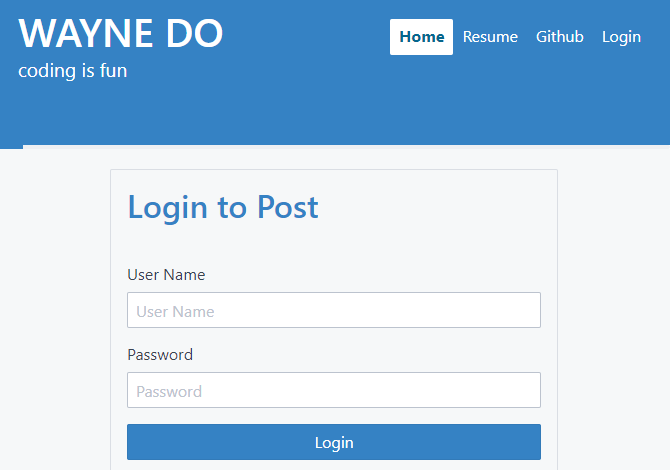 WAYNE DO
coding is fun
Home Resume Github Login
Login to Post
User Name
User Name
Password
Password
Login